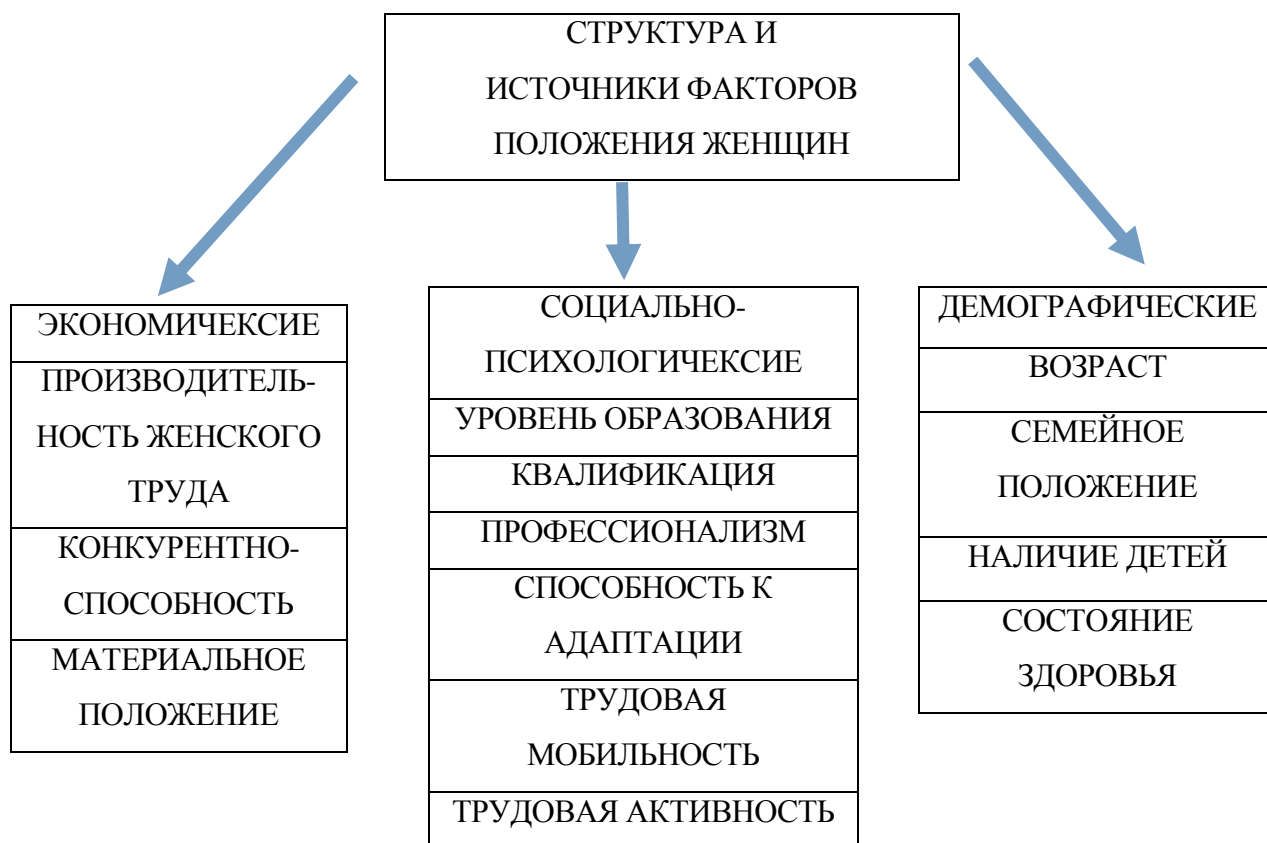 СТРУКТУРА И
ИСТОЧНИКИ ФАКТОРОВ
ПОЛОЖЕНИЯ ЖЕНЩИН
ЭКОНОМИЧЕКСИЕ
ПРОИЗВОДИТЕЛЬ-
НОСТЬ ЖЕНСКОГО
ТРУДА
КОНКУРЕНТНО-
СПОСОБНОСТЬ
МАТЕРИАЛЬНОЕ
ПОЛОЖЕНИЕ
СОЦИАЛЬНО-
ПСИХОЛОГИЧЕКСИЕ
УРОВЕНЬ ОБРАЗОВАНИЯ
КВАЛИФИКАЦИЯ
ПРОФЕССИОНАЛИЗМ
СПОСОБНОСТЬ К
АДАПТАЦИИ
ТРУДОВАЯ
МОБИЛЬНОСТЬ
ТРУДОВАЯ АКТИВНОСТЬ
ДЕМОГРАФИЧЕСКИЕ
ВОЗРАСТ
СЕМЕЙНОЕ
ПОЛОЖЕНИЕ
НАЛИЧИЕ ДЕТЕЙ
СОСТОЯНИЕ
ЗДОРОВЬЯ